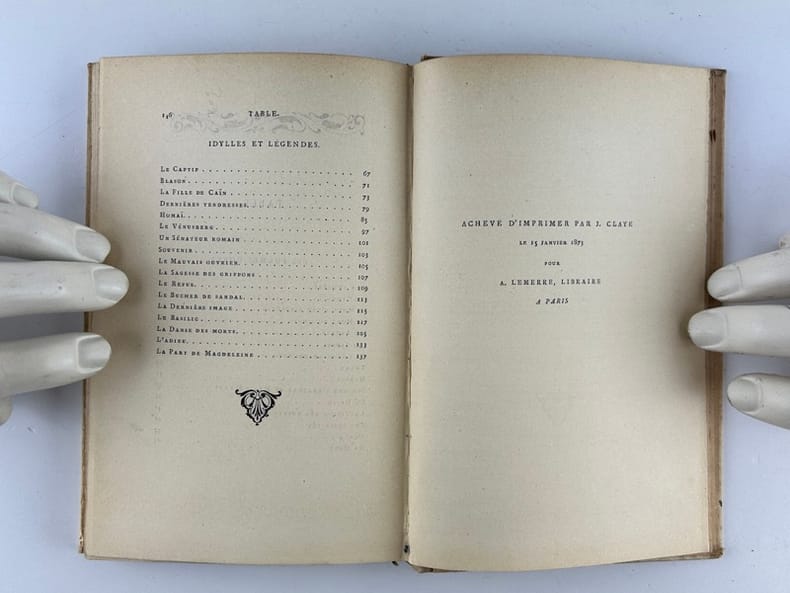 146 TABLE.
IDYLLES ET LÉGENDES.
LE CAPTIF 67
BLASON 71
LA FILLE DE CAÏN 73
DERNIÈRES TENDRESSES 79
HOMAÏ 85
LE VÉNUSBERG 97
UN SÉNATEUR ROMAIN 101
SOUVENIR 103
LE MAUVAIS OUVRIER 105
LA SAGESSE DES GRIFFONS 107
LE REFUS 109
LE BUCHER DE SANDAL 113
LA DERNIÈRE IMAGE 115
LE BASILIC 117
LA DANSE DES MORTS 125
L'ADIEU 133
LA PART DE MAGDELEINE 137
ACHEVÉ D'IMPRIMER PAR J. CLAYE
LE 15 JANVIER 1873
POUR
A. LEMERRE, LIBRAIRE
A PARIS